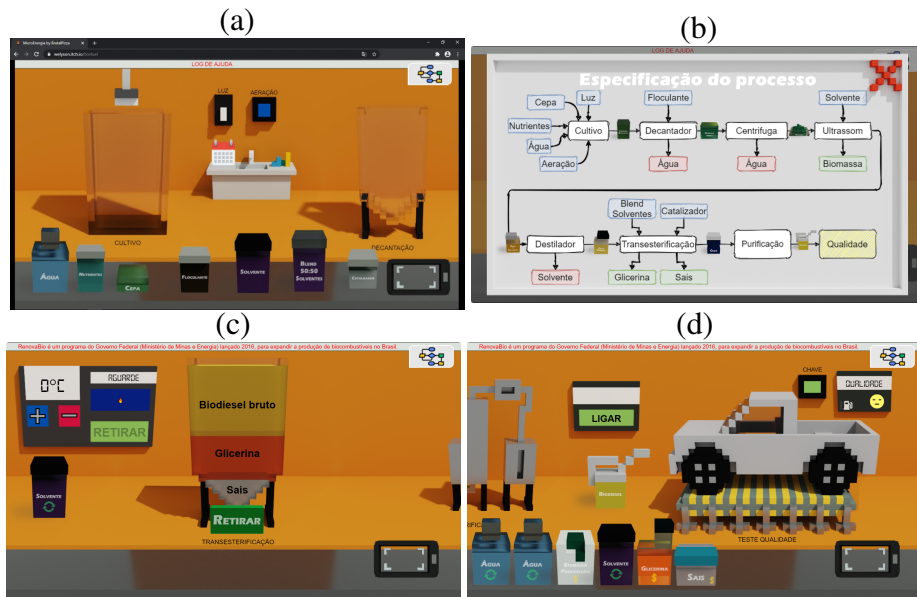 (a)
MicroEnergia by BrutalPizza
LOG DE AJUDA
LUZ
AERAÇÃO
CULTIVO
DECANTAÇÃO
ÁGUA
NUTRIENTES
CEPA
FLOCULANTE
SOLVENTE
BLEND
50:50
SOLVENTES
CATALISADOR
(b)
LOG DE AJUDA
Especificação do processo
Cepa
Luz
Floculante
Solvente
Nutrientes
Cultivo
Decantador
Centrifuga
Ultrassom
Água
Aeração
Água
Água
Biomassa
Blend
Solventes
Catalizador
Destilador
Transesterificação
Purificação
Qualidade
Solvente
Glicerina
Sais
(c)
RenovaBio é um programa do Governo Federal (Ministério de Minas e Energia) lançado 2016, para expandir a produção de biocombustíveis no Brasil.
0°C
AGUARDE
RETIRAR
Biodiesel bruto
Glicerina
Sais
RETIRAR
SOLVENTE
TRANSESTERIFICAÇÃO
(d)
RenovaBio é um programa do Governo Federal (Ministério de Minas e Energia) lançado 2016, para expandir a produção de biocombustíveis no Brasil.
CHAVE
QUALIDADE
LIGAR
BIODIESEL
TESTE QUALIDADE
ÁGUA
ÁGUA
SOLVENTE
GLICERINA
$
SAIS $